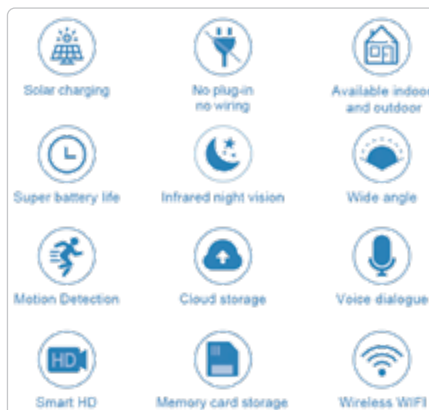 Solar charging
No plug-in
no wiring
Available indoor
and outdoor
Super battery life
Infrared night vision
Wide angle
Motion Detection
Cloud storage
Voice dialogue
HD
Smart HD
Memory card storage
Wireless WIFI